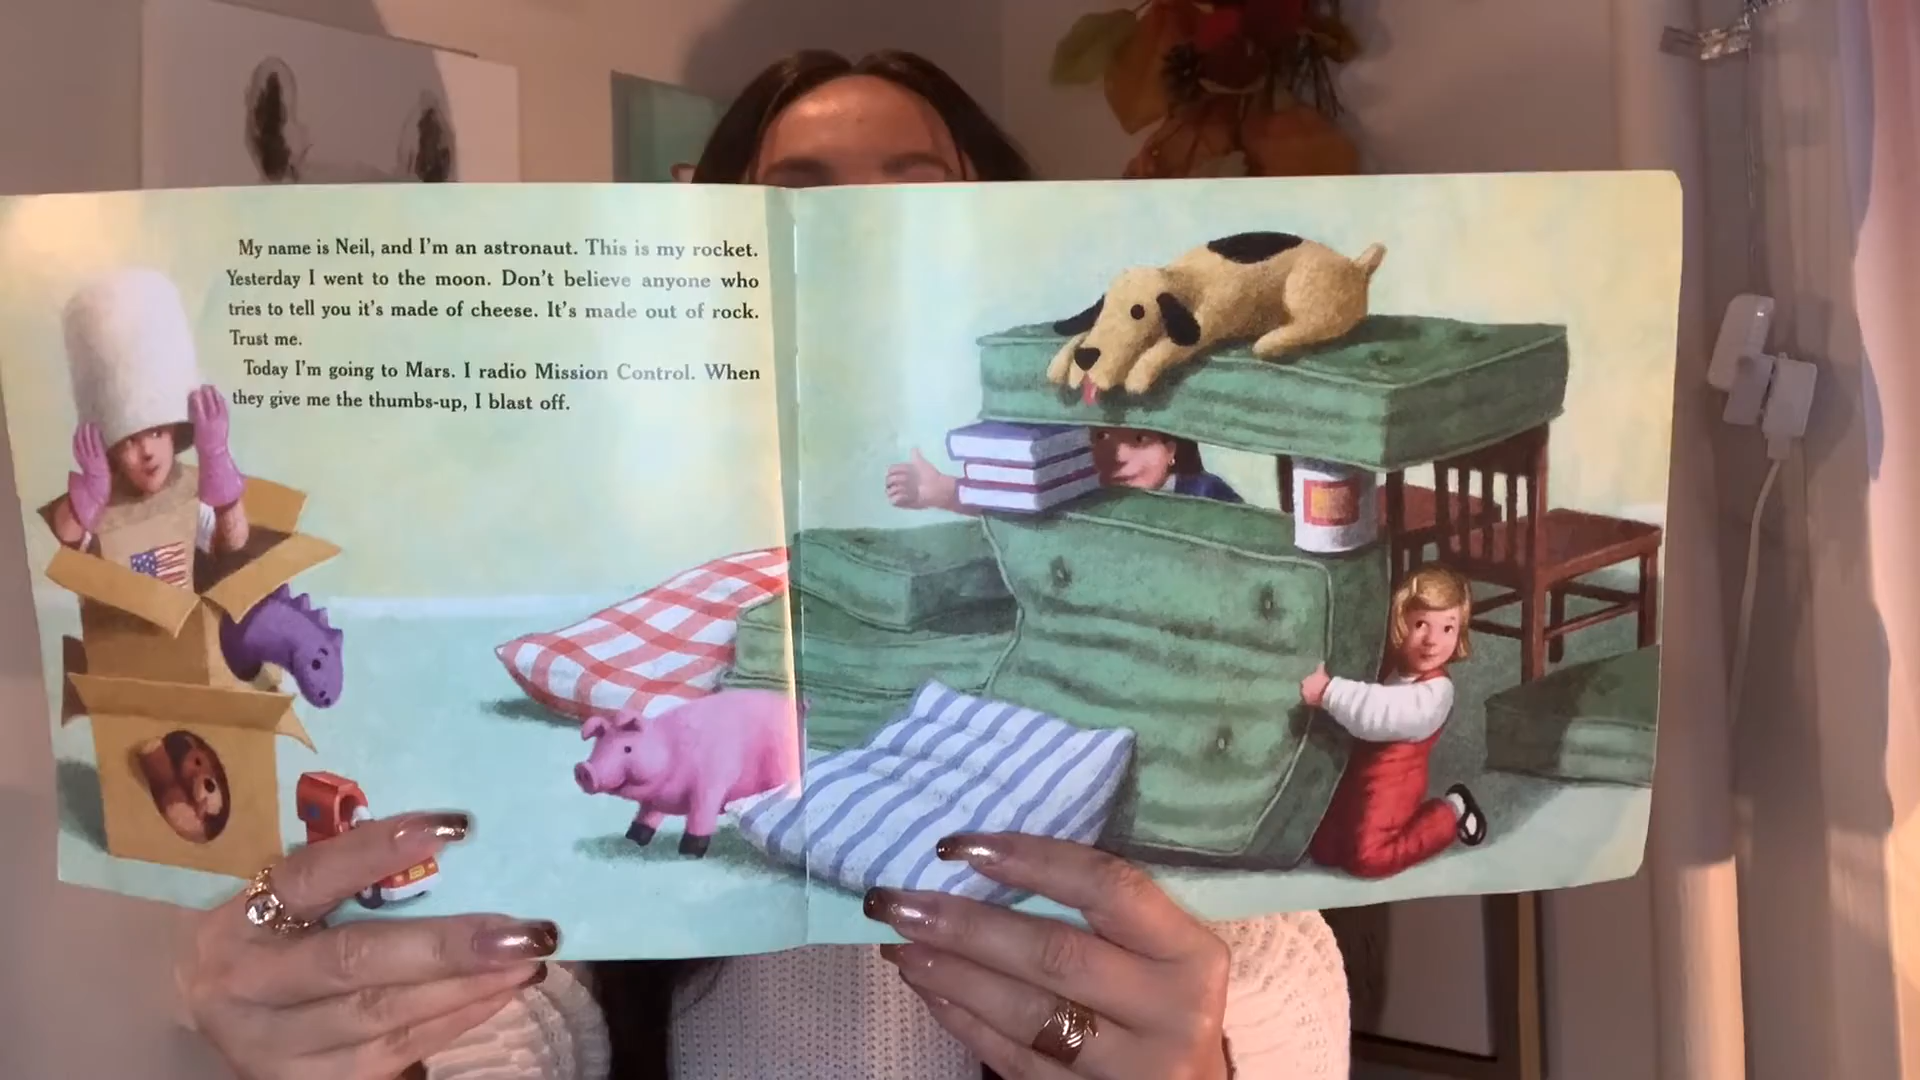 My name is Neil, and I'm an astronaut. This is my rocket.
Yesterday I went to the moon. Don't believe anyone who
tries to tell you it's made of cheese. It's made out of rock.
Trust me.
Today I'm going to Mars. I radio Mission Control. When
they give me the thumbs-up, I blast off.